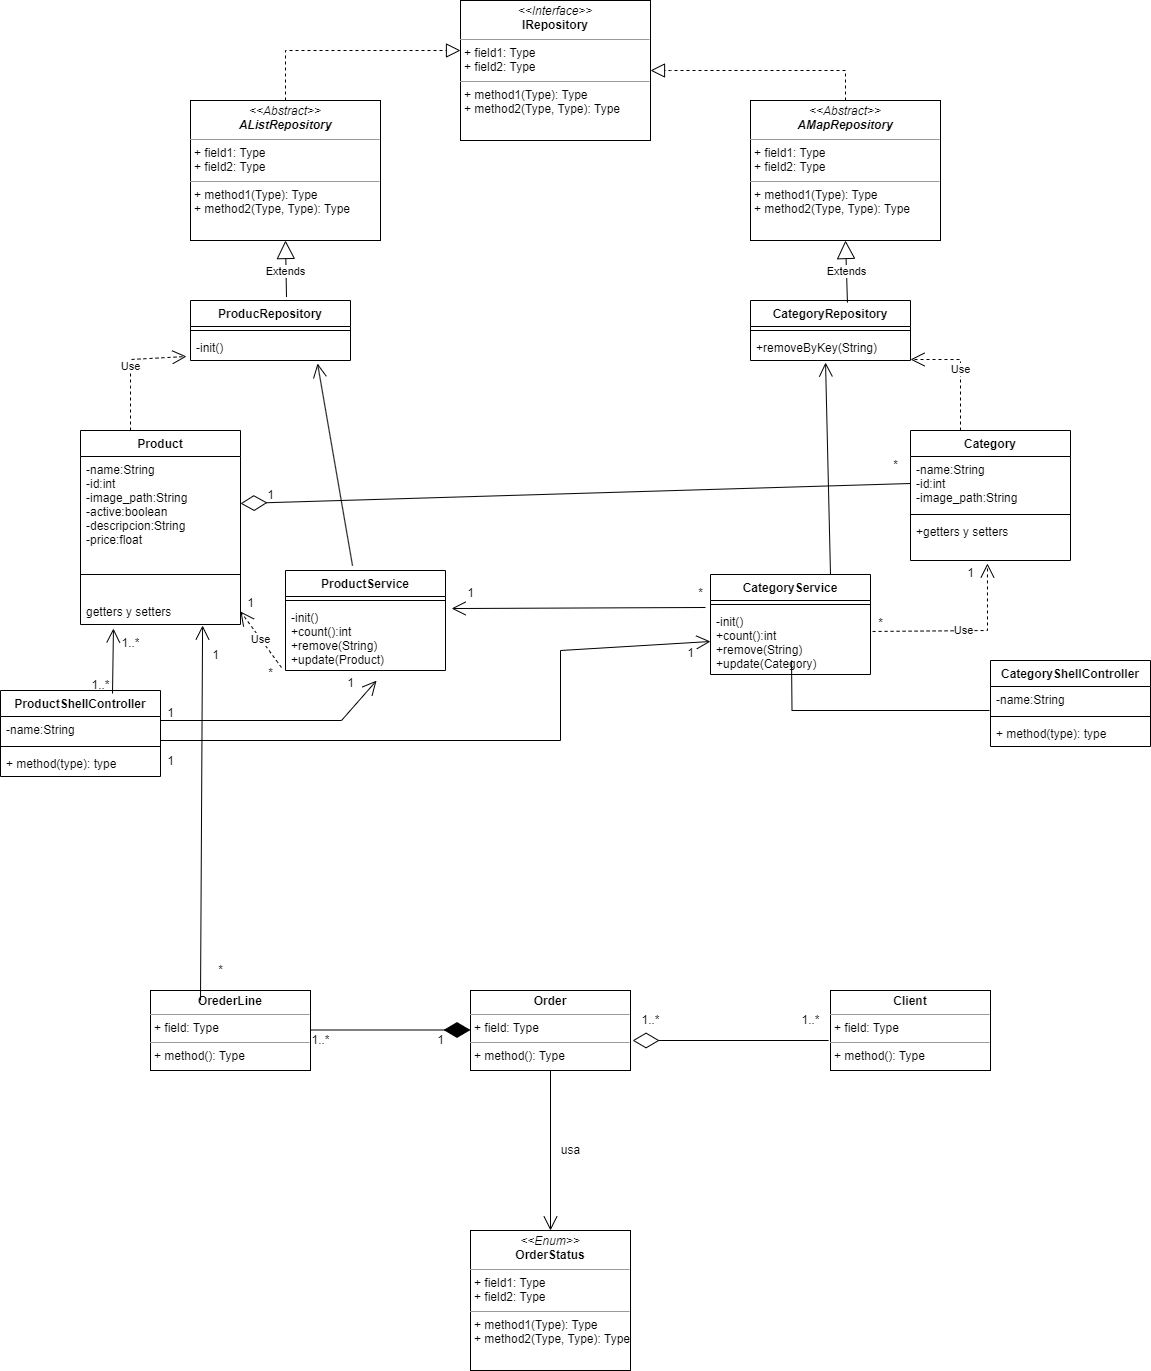 <<Interface>>
IRepository
+ field1: Type
+ field2: Type
+ method1(Type): Type
+ method2(Type, Type): Type
<<Abstract>>
AListRepository
+ field1: Type
+ field2: Type
+ method1(Type): Type
+ method2(Type, Type): Type
<<Abstract>>
AMapRepository
+ field1: Type
+ field2: Type
+ method1(Type): Type
+ method2(Type, Type): Type
Extends
Extends
ProducRepository
-init()
CategoryRepository
+removeByKey(String)
Use
Use
Product
-name:String
-id:int
-image_path:String
-active:boolean
-descripcion:String
-price:float
getters y setters
1
*
Category
-name:String
-id:int
-image_path:String
+getters y setters
ProductService
-init()
+count():int
+remove(String)
+update(Product)
1
*
CategoryService
-init()
+count():int
+remove(String)
+update(Category)
1
Use
*
1
*
Use
1..*
1..*
1
1
1
1
1
ProductShellController
-name:String
+ method(type): type
CategoryShellController
-name:String
+ method(type): type
*
OrederLine
+ field: Type
+ method(): Type
1..*
1
Order
+ field: Type
+ method(): Type
1..*
1..*
Client
+ field: Type
+ method(): Type
usa
<<Enum>>
OrderStatus
+ field1: Type
+ field2: Type
+ method1(Type): Type
+ method2(Type, Type): Type